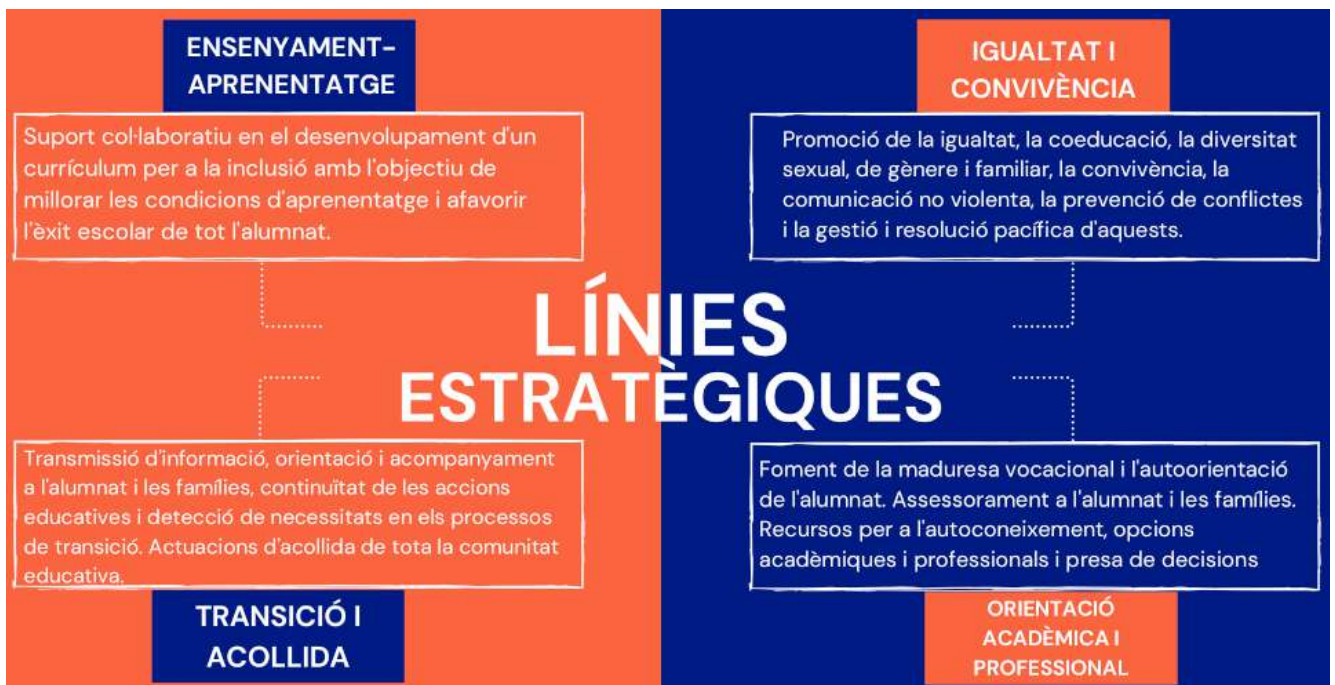 ENSENYAMENT-
APRENENTATGE
Suport col·laboratiu en el desenvolupament d'un
currículum per a la inclusió amb l'objectiu de
millorar les condicions d'aprenentatge i afavorir
l'èxit escolar de tot l'alumnat.
IGUALTAT I
CONVIVÈNCIA
Promoció de la igualtat, la coeducació, la diversitat
sexual, de gènere i familiar, la convivència, la
comunicació no violenta, la prevenció de conflictes
i la gestió i resolució pacífica d'aquests.
LÍNIES
ESTRATÈGIQUES
Transmissió d'informació, orientació i acompanyament
a l'alumnat i les famílies, continuïtat de les accions
educatives i detecció de necessitats en els processos
de transició. Actuacions d'acollida de tota la comunitat
educativa.
TRANSICIÓ I
ACOLLIDA
Foment de la maduresa vocacional i l'autoorientació
de l'alumnat. Assessorament a l'alumnat i les famílies.
Recursos per a l'autoconeixement, opcions
acadèmiques i professionals i presa de decisions
ORIENTACIÓ
ACADÈMICA I
PROFESSIONAL